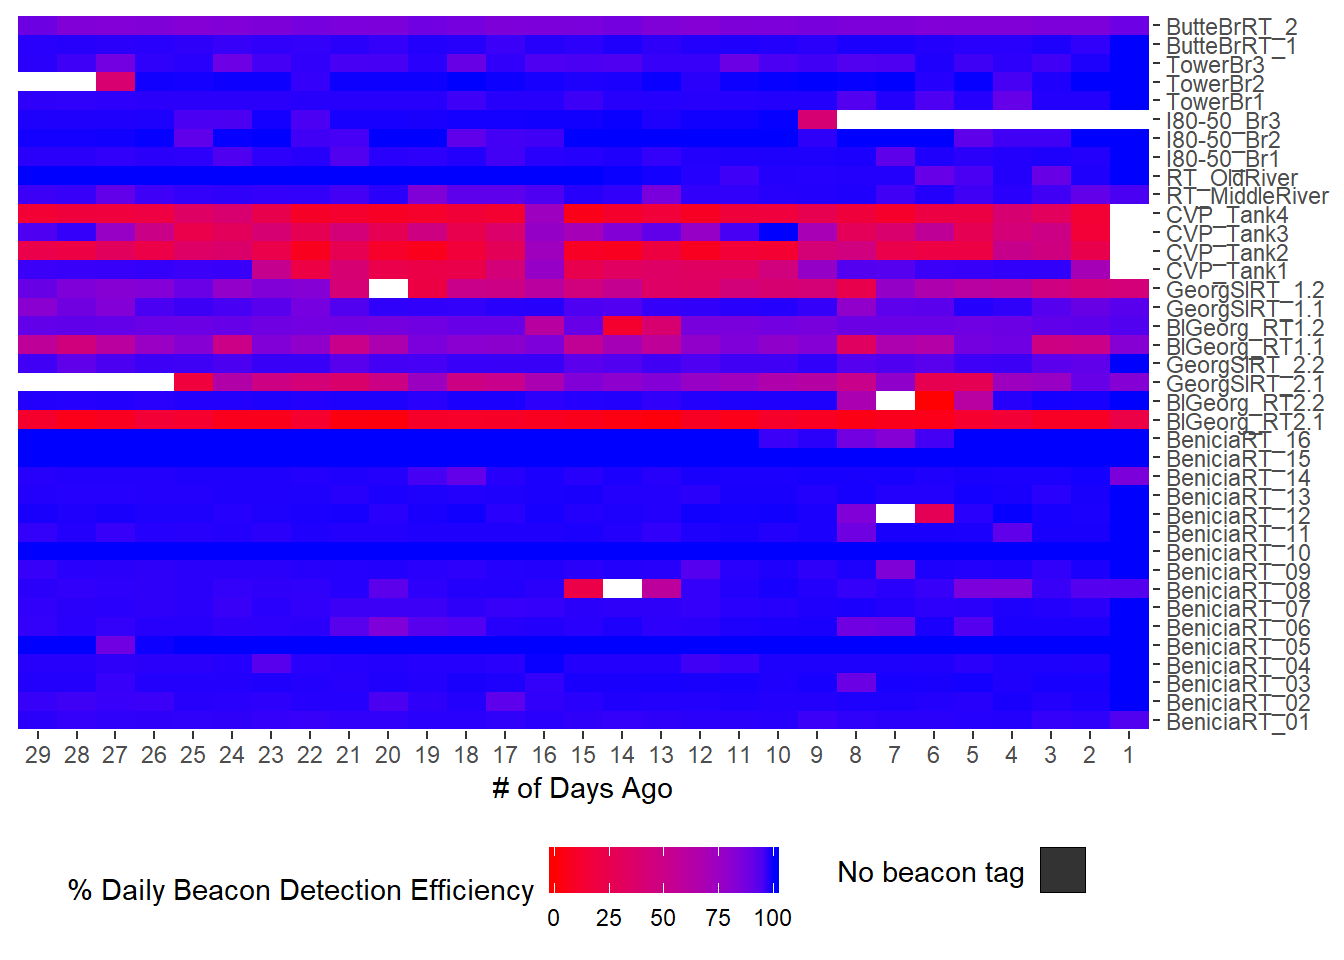 ButteBrRT_2
ButteBrRT_1
TowerBr3
TowerBr2
TowerBr1
I80-50_Br3
I80-50_Br2
I80-50_Br1
RT_OldRiver
RT_MiddleRiver
CVP_Tank4
CVP_Tank3
CVP_Tank2
CVP_Tank1
GeorgSlRT_1.2
GeorgSlRT_1.1
BlGeorg_RT1.2
BlGeorg_RT1.1
GeorgSlRT_2.2
GeorgSlRT_2.1
BlGeorg_RT2.2
BlGeorg_RT2.1
BeniciaRT_16
BeniciaRT_15
BeniciaRT_14
BeniciaRT_13
BeniciaRT_12
BeniciaRT_11
BeniciaRT_10
BeniciaRT_09
BeniciaRT_08
BeniciaRT_07
BeniciaRT_06
BeniciaRT_05
BeniciaRT_04
BeniciaRT_03
BeniciaRT_02
BeniciaRT_01
29 28 27 26 25 24 23 22 21 20 19 18 17 16 15 14 13 12 11 10 9 8 7 6 5 4 3 2 1
# of Days Ago
% Daily Beacon Detection Efficiency
0 25 50 75 100
No beacon tag